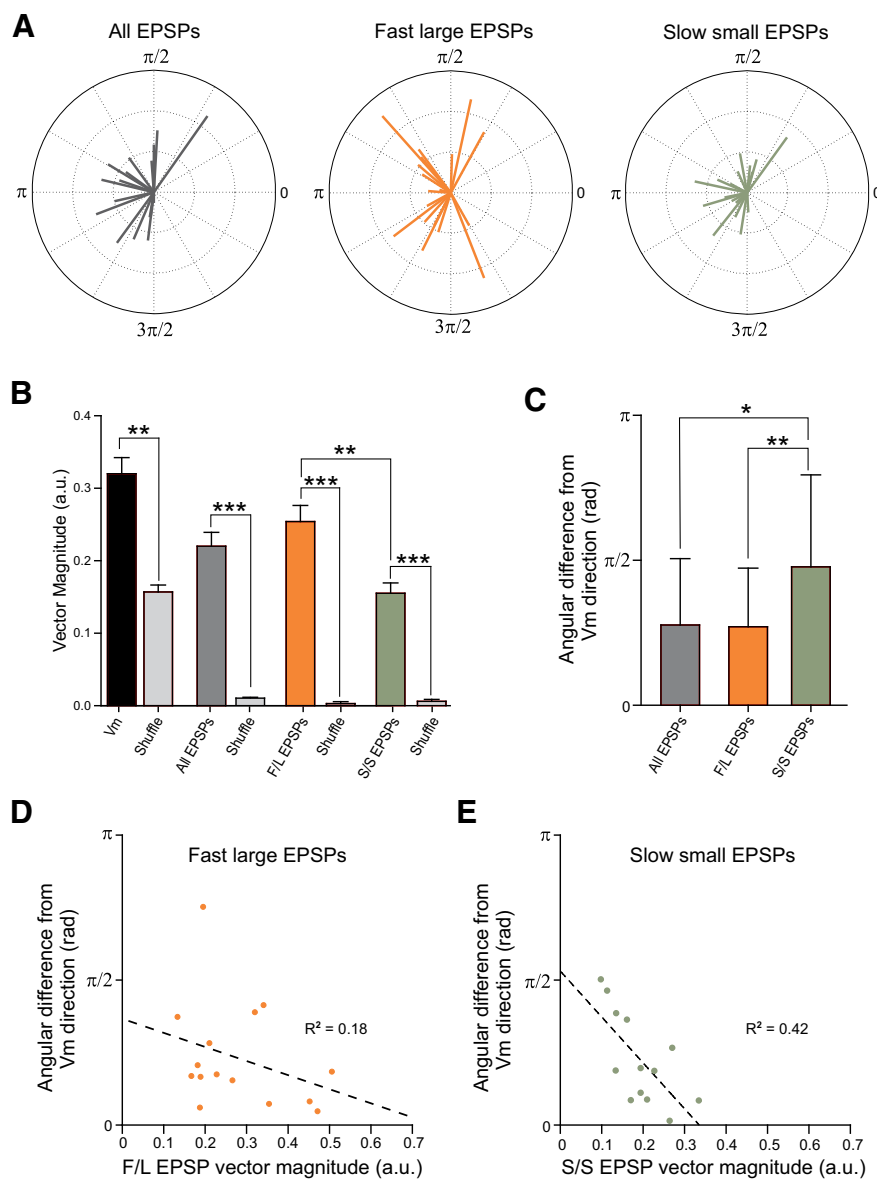 A
All EPSPs
Fast large EPSPs
Slow small EPSPs
π/2
π/2
π/2
π
0
π
0
π
0
3π/2
3π/2
3π/2
B
Vector Magnitude (a.u.)
0.4
0.3
0.2
0.1
0.0
**
***
***
**
***
Vm
Shuffle
All EPSPs
Shuffle
F/L EPSPs
Shuffle
S/S EPSPs
Shuffle
C
Angular difference from
Vm direction (rad)
π
π/2
0
*
**
All EPSPs
F/L EPSPs
S/S EPSPs
D
Fast large EPSPs
Angular difference from
Vm direction (rad)
π
π/2
0
R² = 0.18
0 0.1 0.2 0.3 0.4 0.5 0.6 0.7
F/L EPSP vector magnitude (a.u.)
E
Slow small EPSPs
Angular difference from
Vm direction (rad)
π
π/2
0
R² = 0.42
0 0.1 0.2 0.3 0.4 0.5 0.6 0.7
S/S EPSP vector magnitude (a.u.)